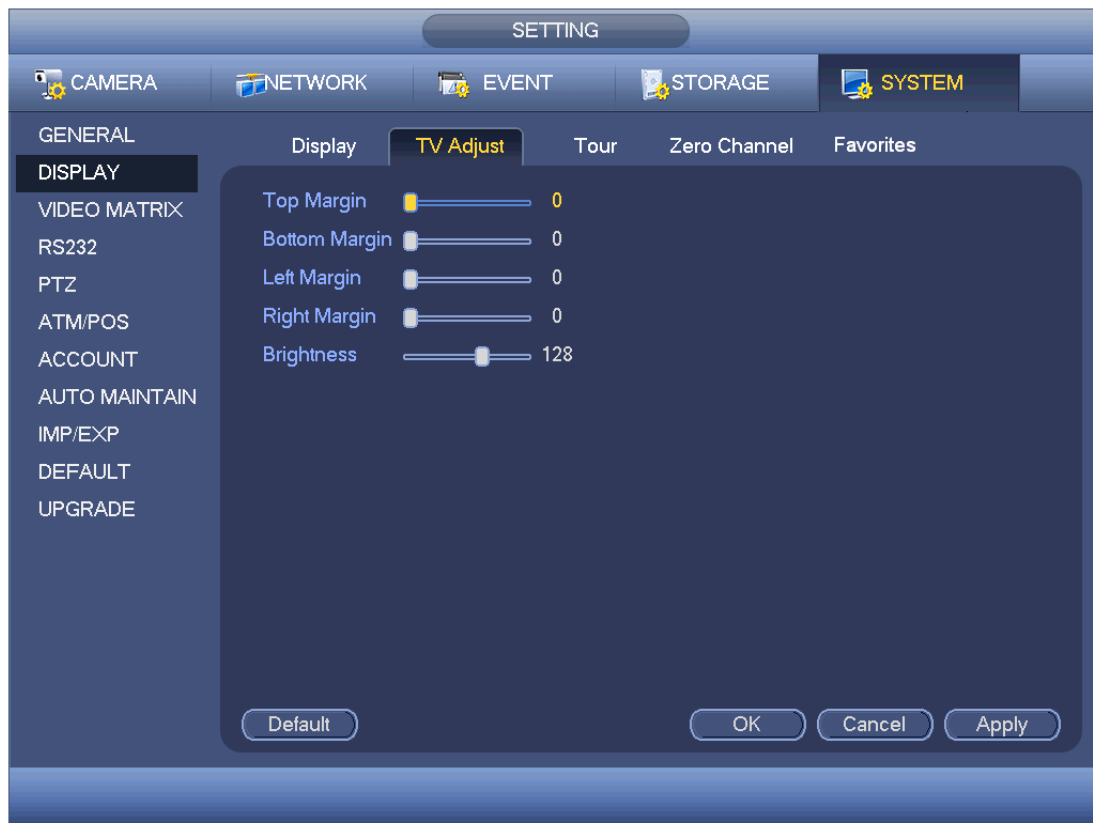 SETTING
CAMERA NETWORK EVENT STORAGE SYSTEM
GENERAL
DISPLAY
VIDEO MATRIX
RS232
PTZ
ATM/POS
ACCOUNT
AUTO MAINTAIN
IMP/EXP
DEFAULT
UPGRADE
Display TV Adjust Tour Zero Channel Favorites
Top Margin 0
Bottom Margin 0
Left Margin 0
Right Margin 0
Brightness 128
Default OK Cancel Apply